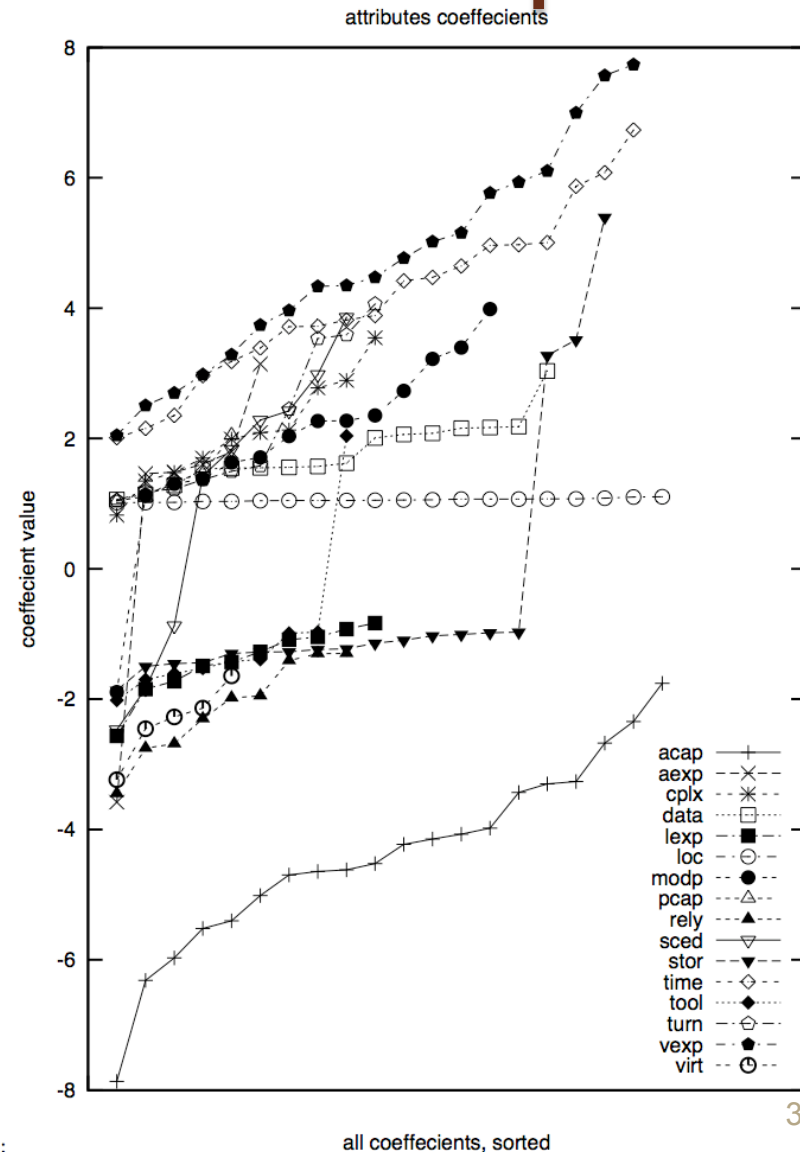 attributes coeffecients
8
6
4
2
0
-2
-4
-6
-8
coeffecient value
acap
aexp
cplx
data
lexp
loc
modp
pcap
rely
sced
stor
time
tool
turn
vexp
virt
3
:
all coeffecients, sorted